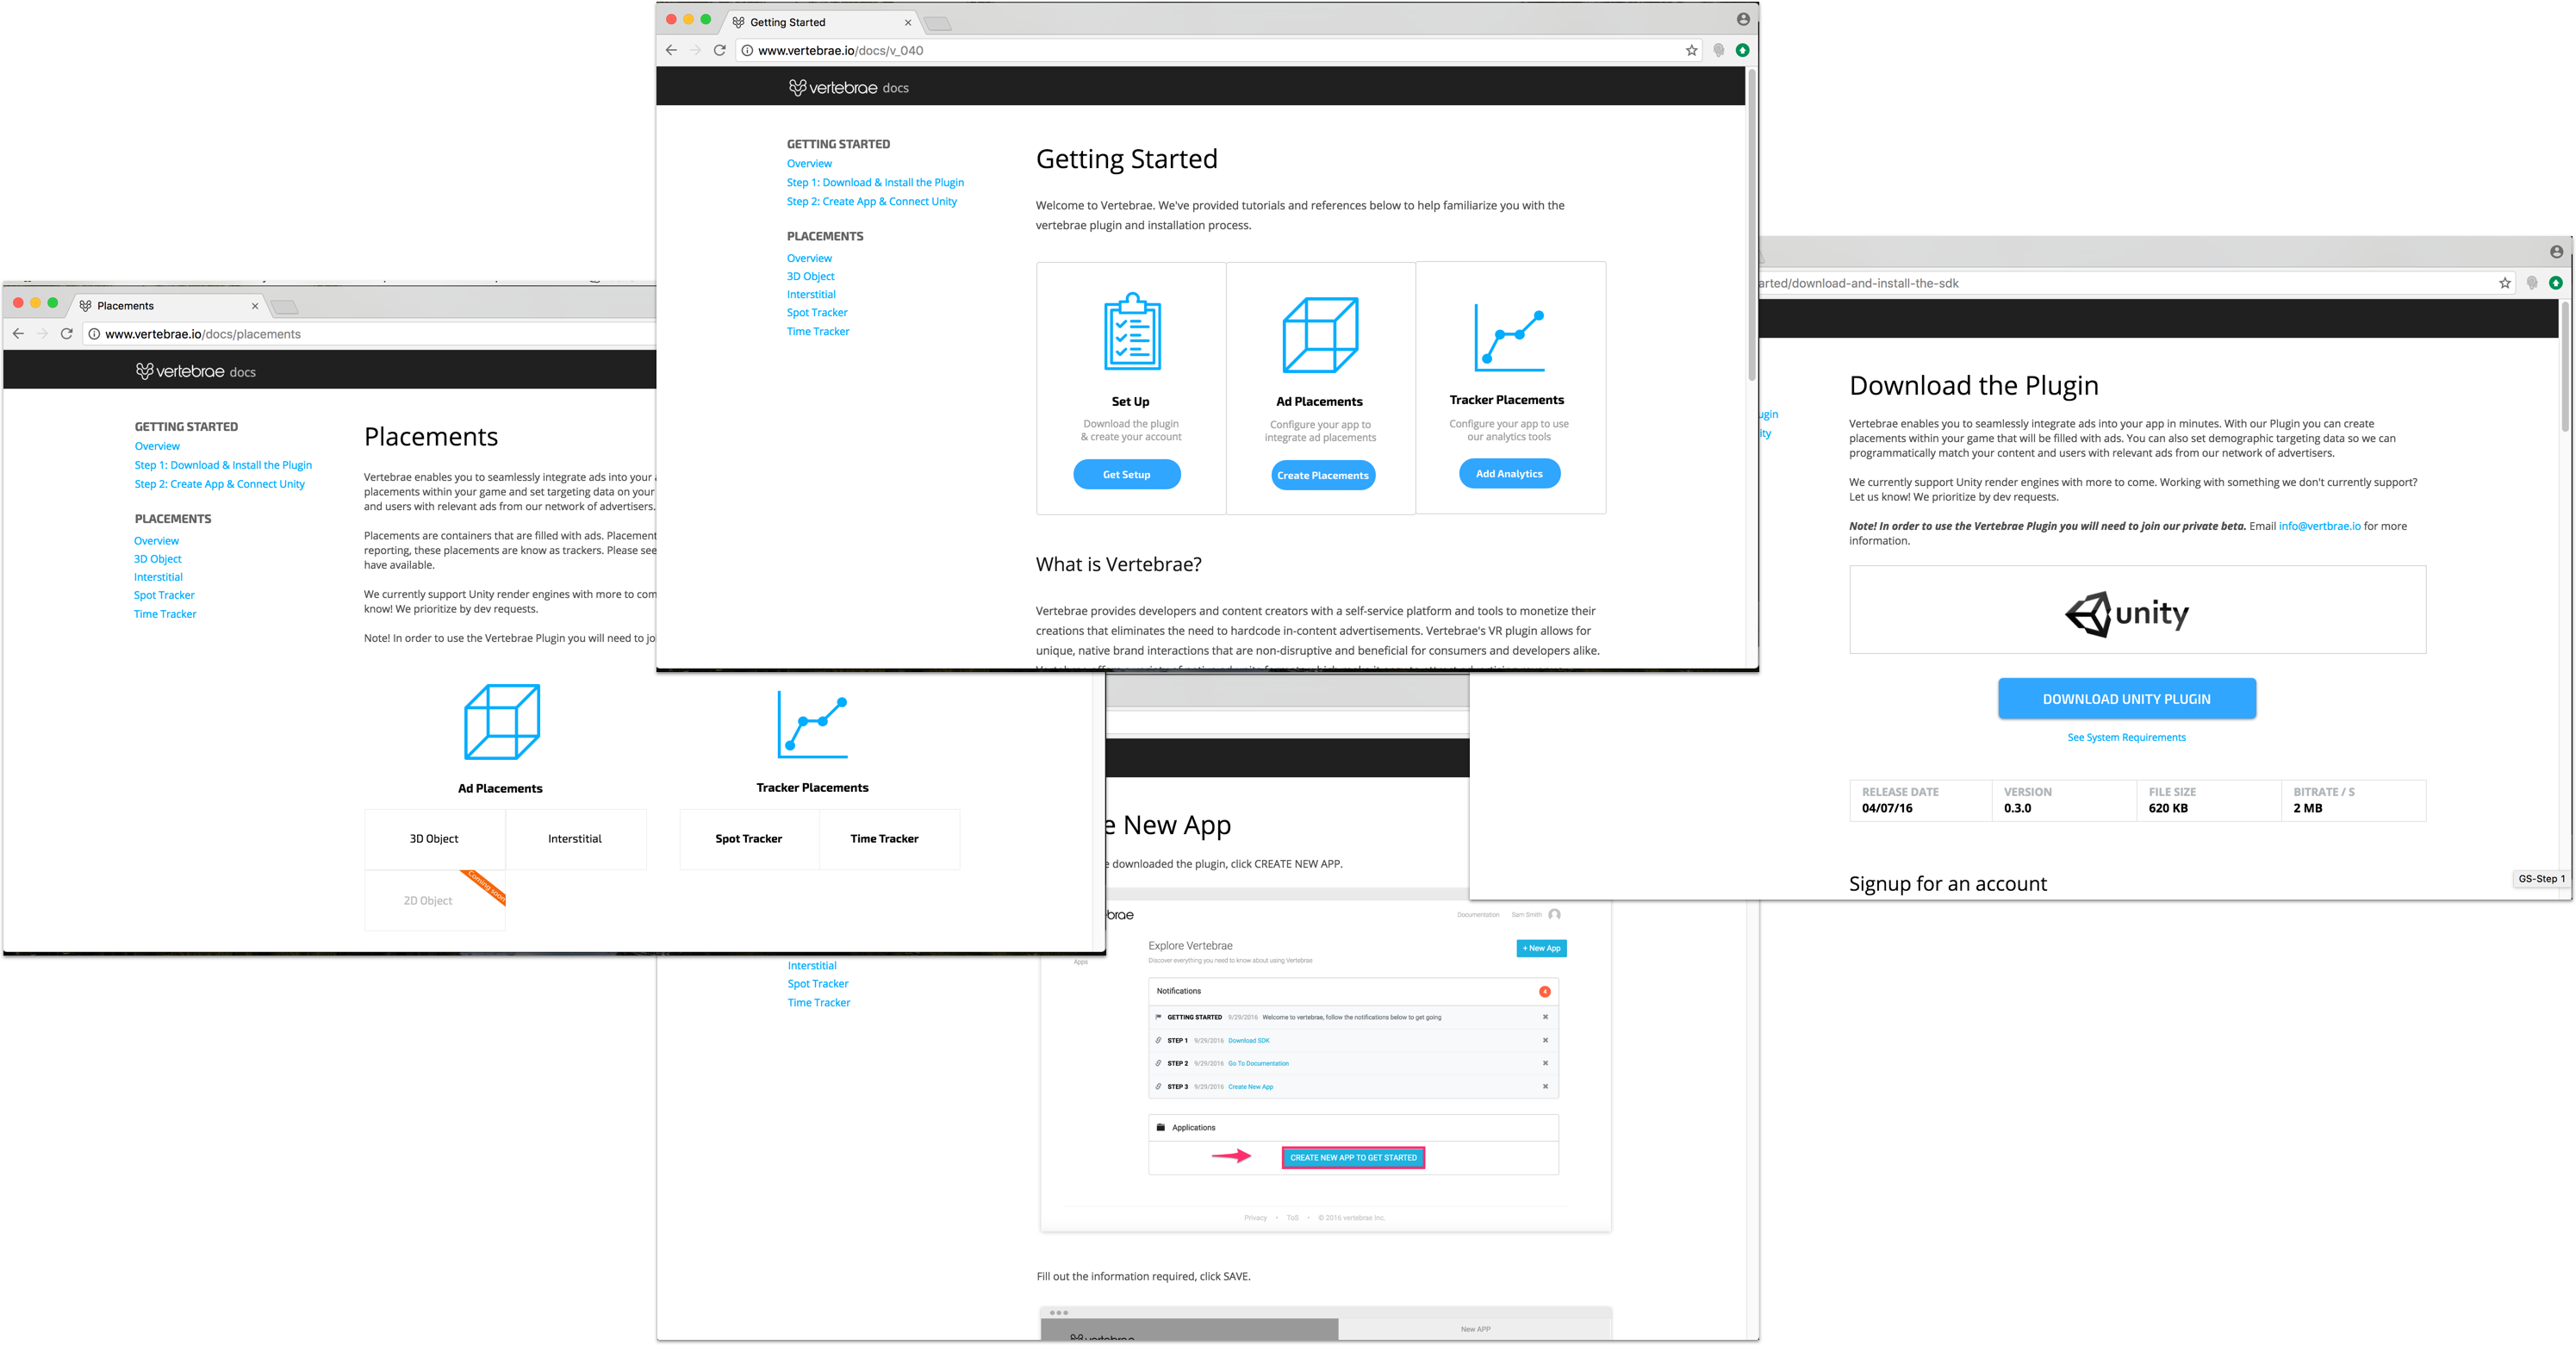 Getting Started
www.vertebrae.io/docs/v_040
vertebrae docs
GETTING STARTED
Overview
Step 1: Download & Install the Plugin
Step 2: Create App & Connect Unity
PLACEMENTS
Overview
3D Object
Interstitial
Spot Tracker
Time Tracker
Getting Started
Welcome to Vertebrae. We've provided tutorials and references below to help familiarize you with the
vertebrae plugin and installation process.
Set Up
Download the plugin
& create your account
Get Setup
Ad Placements
Configure your app to
integrate ad placements
Create Placements
Tracker Placements
Configure your app to use
our analytics tools
Add Analytics
What is Vertebrae?
Vertebrae provides developers and content creators with a self-service platform and tools to monetize their
creations that eliminates the need to hardcode in-content advertisements. Vertebrae's VR plugin allows for
unique, native brand interactions that are non-disruptive and beneficial for consumers and developers alike.
Placements
www.vertebrae.io/docs/placements
vertebrae docs
GETTING STARTED
Overview
Step 1: Download & Install the Plugin
Step 2: Create App & Connect Unity
PLACEMENTS
Overview
3D Object
Interstitial
Spot Tracker
Time Tracker
Placements
Vertebrae enables you to seamlessly integrate ads into your
placements within your game and set targeting data on your
and users with relevant ads from our network of advertisers.
Placements are containers that are filled with ads. Placement
reporting, these placements are know as trackers. Please see
have available.
We currently support Unity render engines with more to com
know! We prioritize by dev requests.
Note! In order to use the Vertebrae Plugin you will need to jo
Ad Placements
3D Object
Interstitial
2D Object
Coming soon
Tracker Placements
Spot Tracker
Time Tracker
arted/download-and-install-the-sdk
ugin
ity
Download the Plugin
Vertebrae enables you to seamlessly integrate ads into your app in minutes. With our Plugin you can create
placements within your game that will be filled with ads. You can also set demographic targeting data so we can
programmatically match your content and users with relevant ads from our network of advertisers.
We currently support Unity render engines with more to come. Working with something we don't currently support?
Let us know! We prioritize by dev requests.
Note! In order to use the Vertebrae Plugin you will need to join our private beta. Email info@vertbrae.io for more
information.
unity
DOWNLOAD UNITY PLUGIN
See System Requirements
RELEASE DATE
04/07/16
VERSION
0.3.0
FILE SIZE
620 KB
BITRATE / S
2 MB
Signup for an account
GS-Step 1
e New App
e downloaded the plugin, click CREATE NEW APP.
Interstitial
Spot Tracker
Time Tracker
brae
Documentation
Sam Smith
Apps
Explore Vertebrae
Discover everything you need to know about using Vertebrae
+ New App
Notifications
4
GETTING STARTED 9/29/2016 Welcome to vertebrae, follow the notifications below to get going
STEP 1 9/29/2016 Download SDK
STEP 2 9/29/2016 Go To Documentation
STEP 3 9/29/2016 Create New App
Applications
CREATE NEW APP TO GET STARTED
Privacy • ToS • © 2016 vertebrae Inc.
Fill out the information required, click SAVE.
New APP